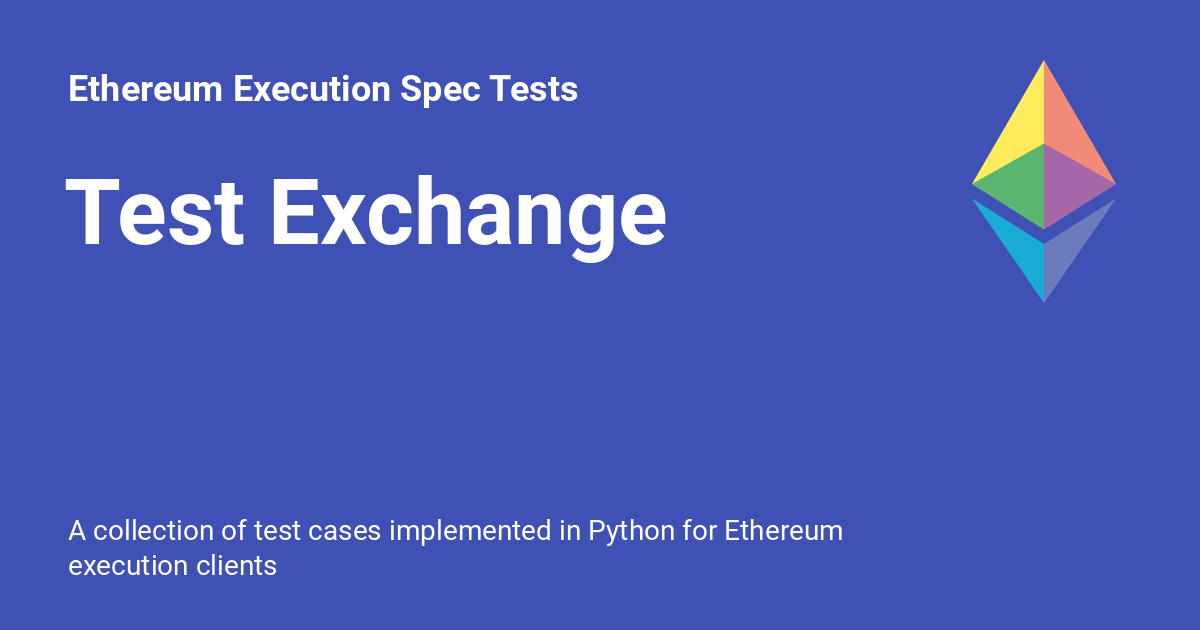 Ethereum Execution Spec Tests
Test Exchange
A collection of test cases implemented in Python for Ethereum
execution clients